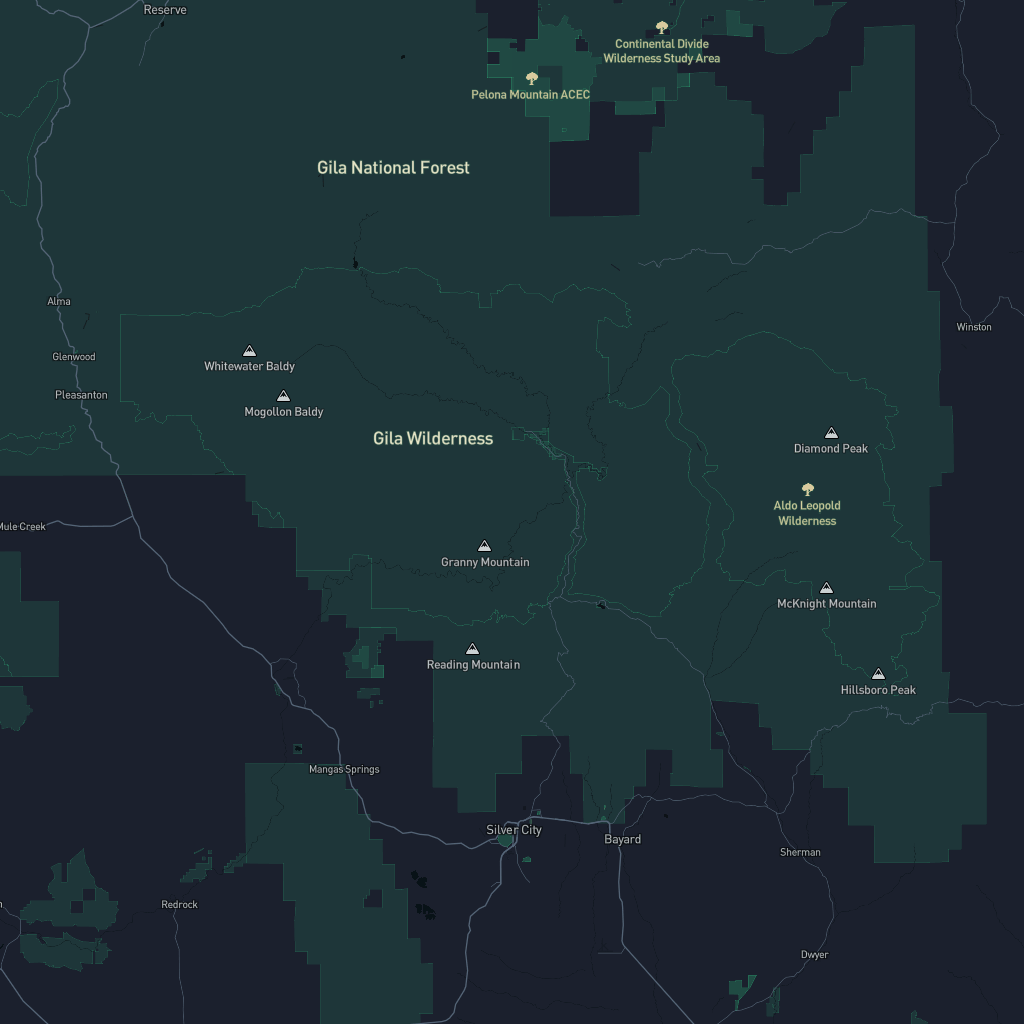 Reserve
Continental Divide
Wilderness Study Area
Pelona Mountain ACEC
Gila National Forest
Alma
Winston
Glenwood
Whitewater Baldy
Pleasanton
Mogollon Baldy
Gila Wilderness
Diamond Peak
Aldo Leopold
Wilderness
Mule Creek
Granny Mountain
McKnight Mountain
Reading Mountain
Hillsboro Peak
Mangas Springs
Silver City
Bayard
Sherman
Redrock
Dwyer